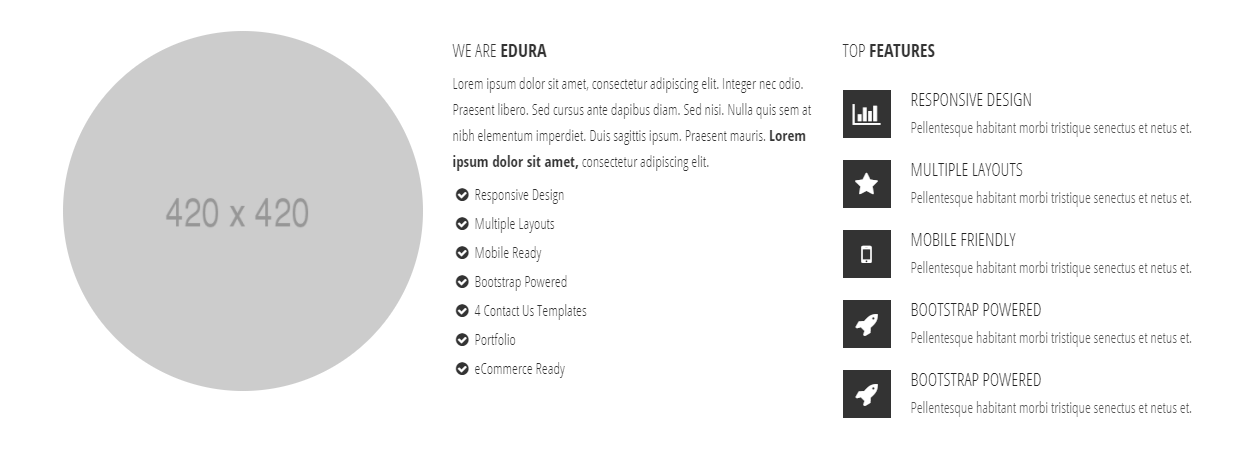 420 x 420
WE ARE EDURA
Lorem ipsum dolor sit amet, consectetur adipiscing elit. Integer nec odio.
Praesent libero. Sed cursus ante dapibus diam. Sed nisi. Nulla quis sem at
nibh elementum imperdiet. Duis sagittis ipsum. Praesent mauris. Lorem
ipsum dolor sit amet, consectetur adipiscing elit.
Responsive Design
Multiple Layouts
Mobile Ready
Bootstrap Powered
4 Contact Us Templates
Portfolio
eCommerce Ready
TOP FEATURES
RESPONSIVE DESIGN
Pellentesque habitant morbi tristique senectus et netus et.
MULTIPLE LAYOUTS
Pellentesque habitant morbi tristique senectus et netus et.
MOBILE FRIENDLY
Pellentesque habitant morbi tristique senectus et netus et.
BOOTSTRAP POWERED
Pellentesque habitant morbi tristique senectus et netus et.
BOOTSTRAP POWERED
Pellentesque habitant morbi tristique senectus et netus et.